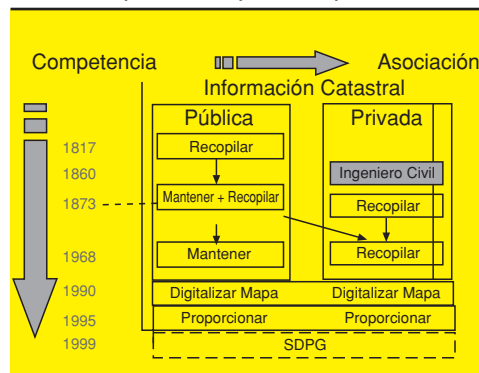 Competencia Asociación
Información Catastral
Pública Privada
1817 Recopilar
1860 Ingeniero Civil
1873 Mantener + Recopilar Recopilar
1968 Mantener Recopilar
1990 Digitalizar Mapa Digitalizar Mapa
1995 Proporcionar Proporcionar
1999 SDPG